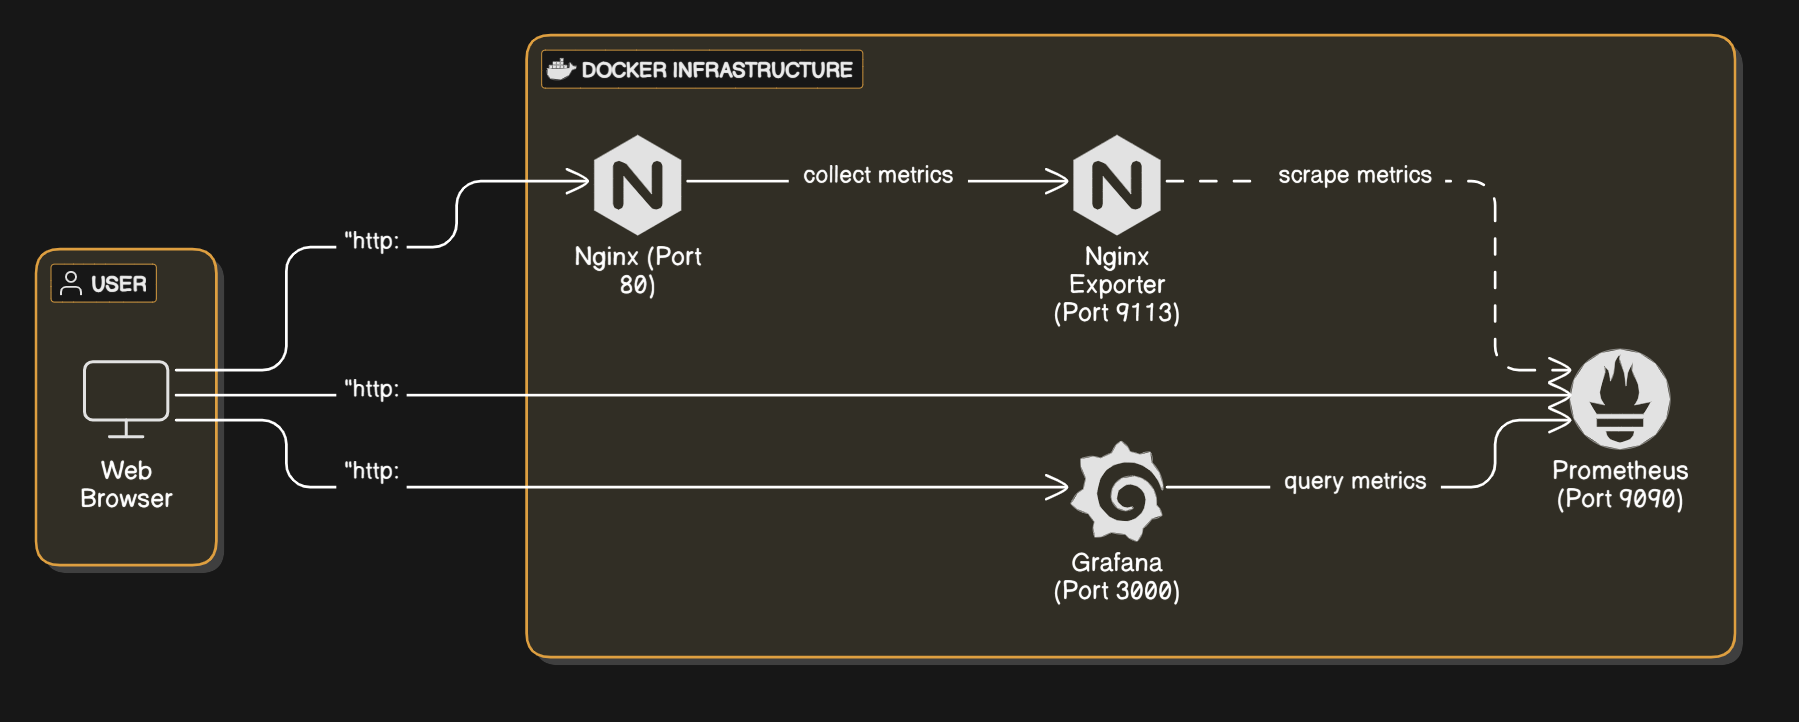 DOCKER INFRASTRUCTURE
collect metrics
scrape metrics
"http:
Nginx (Port
80)
Nginx
Exporter
(Port 9113)
USER
"http:
Web
Browser
"http:
query metrics
Prometheus
(Port 9090)
Grafana
(Port 3000)